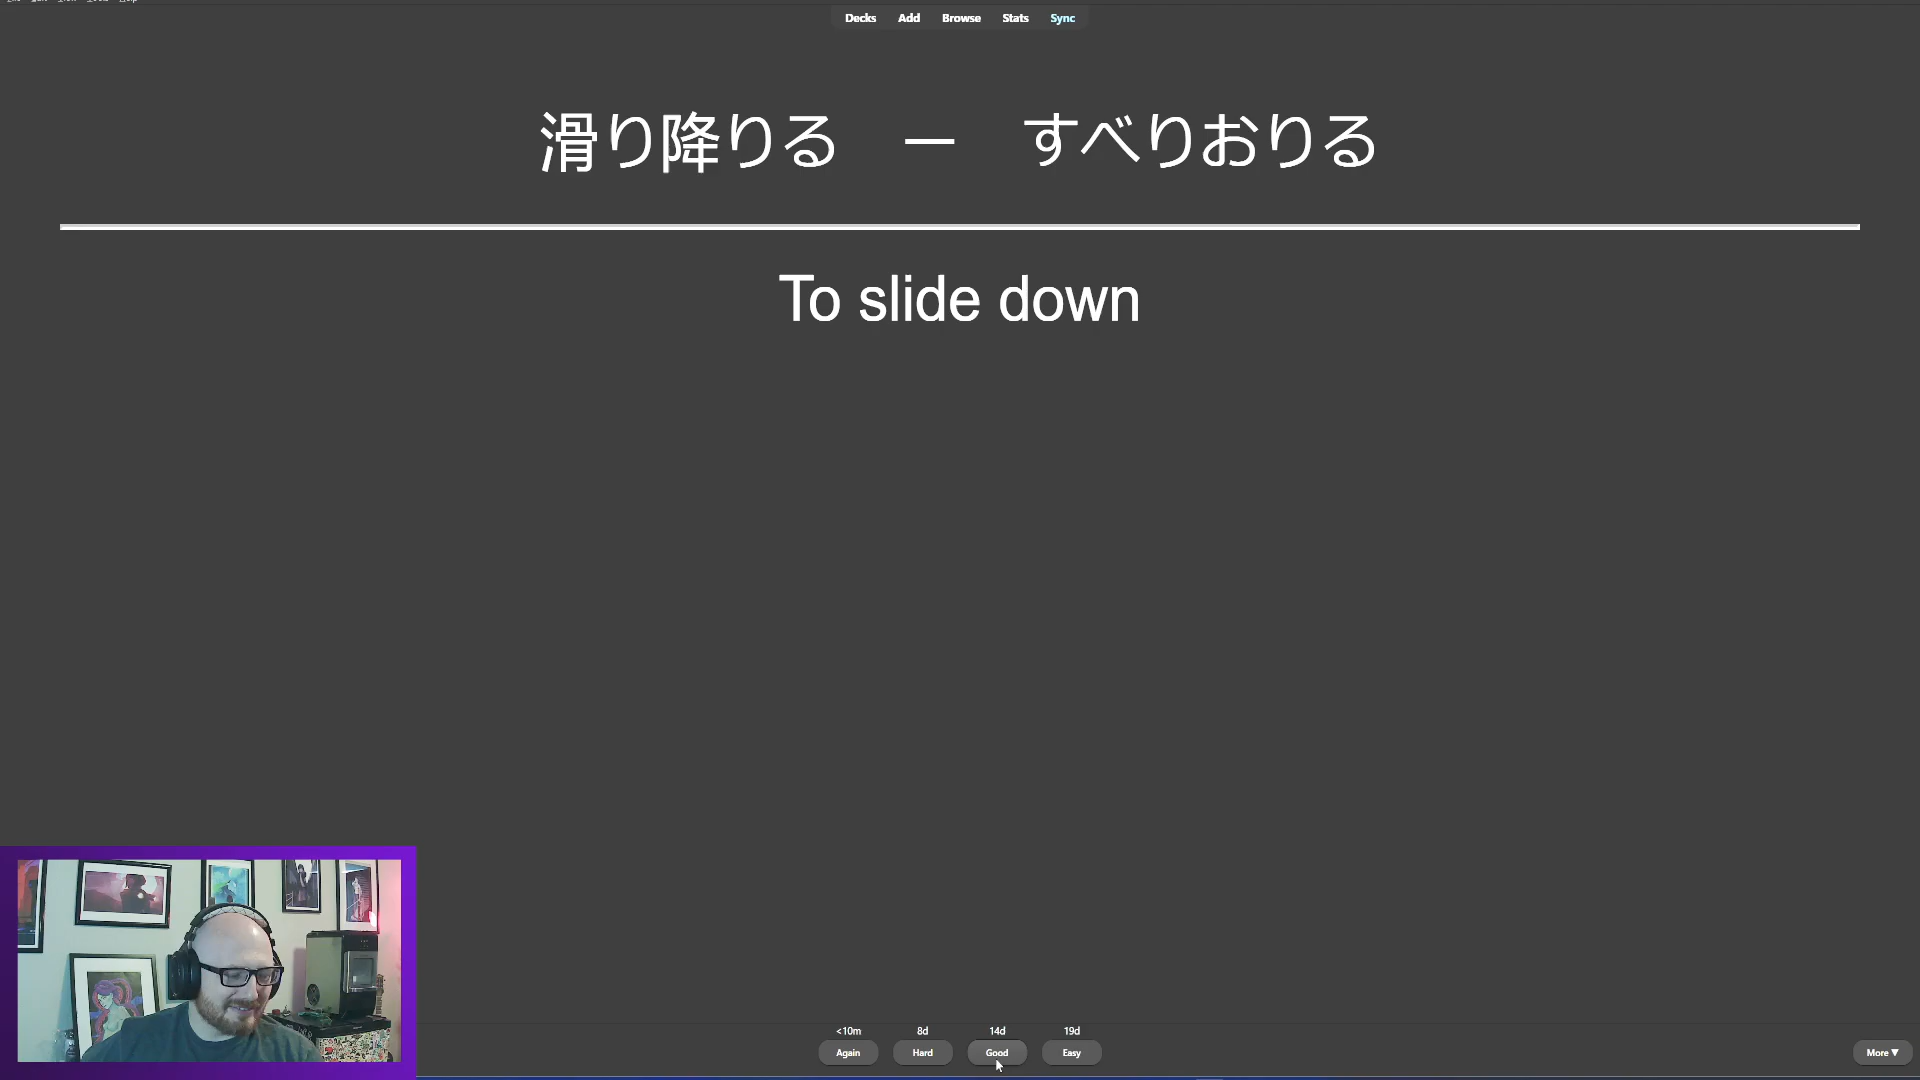 Decks Add Browse Stats Sync
滑り降りる　ー　すべりおりる
To slide down
<10m 8d 14d 19d
Again Hard Good Easy
More ▼